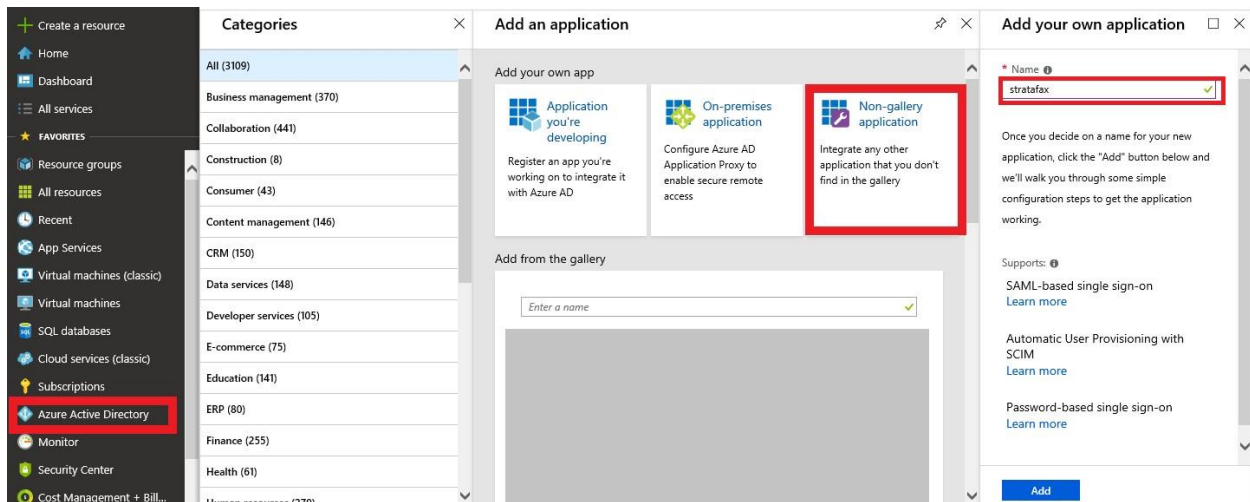 Create a resource
Home
Dashboard
All services
FAVORITES
Resource groups
All resources
Recent
App Services
Virtual machines (classic)
Virtual machines
SQL databases
Cloud services (classic)
Subscriptions
Azure Active Directory
Monitor
Security Center
Cost Management + Bill...
Categories
All (3109)
Business management (370)
Collaboration (441)
Construction (8)
Consumer (43)
Content management (146)
CRM (150)
Data services (148)
Developer services (105)
E-commerce (75)
Education (141)
ERP (80)
Finance (255)
Health (61)
Add an application
Add your own app
Application
you're
developing
Register an app you're
working on to integrate it
with Azure AD
On-premises
application
Configure Azure AD
Application Proxy to
enable secure remote
access
Non-gallery
application
Integrate any other
application that you don't
find in the gallery
Add from the gallery
Enter a name
Add your own application
* Name
stratafax
Once you decide on a name for your new
application, click the "Add" button below and
we'll walk you through some simple
configuration steps to get the application
working.
Supports:
SAML-based single sign-on
Learn more
Automatic User Provisioning with
SCIM
Learn more
Password-based single sign-on
Learn more
Add